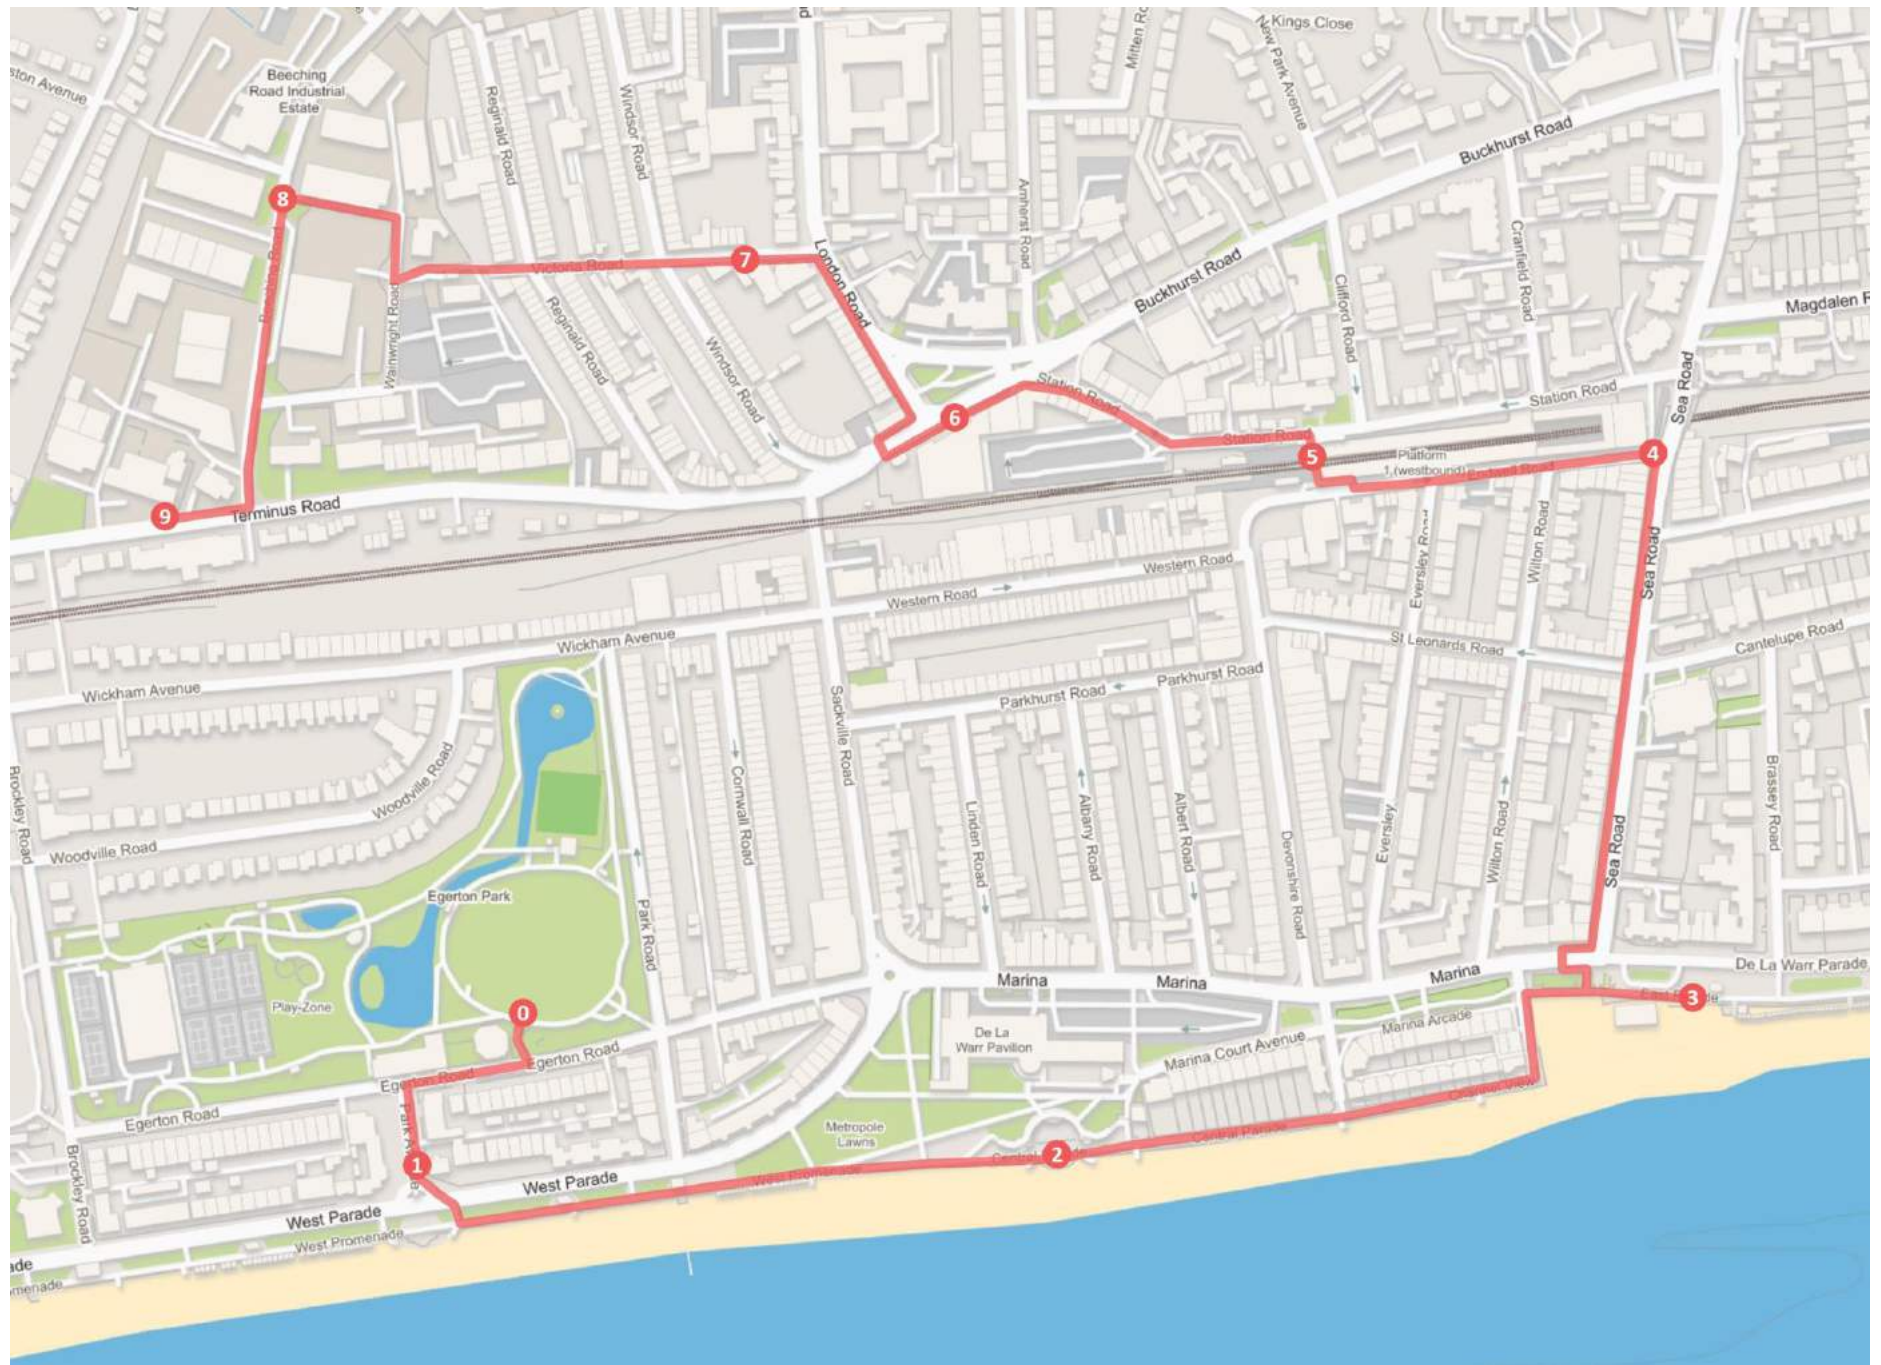 Kings Close
New Park Avenue
Beeching
Road Industrial
Estate
Reginald Road
Windsor Road
Buckhurst Road
Amherst Road
Cranfield Road
8
Victoria Road
7
London Road
Buckhurst Road
Clifford Road
Magdalen R
Wainwright Road
Reginald Road
Windsor Road
Station Road
Station Road
Sea Road
6
Station Road
5
Platform
1 (westbound)
Endwell Road
4
9
Terminus Road
Eversley Road
Wilton Road
Sea Road
Western Road
Western Road
Wickham Avenue
St Leonards Road
Cantelupe Road
Wickham Avenue
Parkhurst Road
Parkhurst Road
Sackville Road
Woodville Road
Cornwall Road
Brockley Road
Woodville Road
Linden Road
Albany Road
Albert Road
Devonshire Road
Eversley
Wilton Road
Sea Road
Brassey Road
Egerton Park
Park Road
Marina
Marina
Marina
De La Warr Parade
Play-Zone
0
3
De La
Warr Pavilion
Marina Arcade
Marina Court Avenue
Egerton Road
Egerton Road
Egerton Road
Channel View
Metropole
Lawns
Central Parade
2
West Promenade
1
Brockley Road
West Parade
West Parade
West Promenade